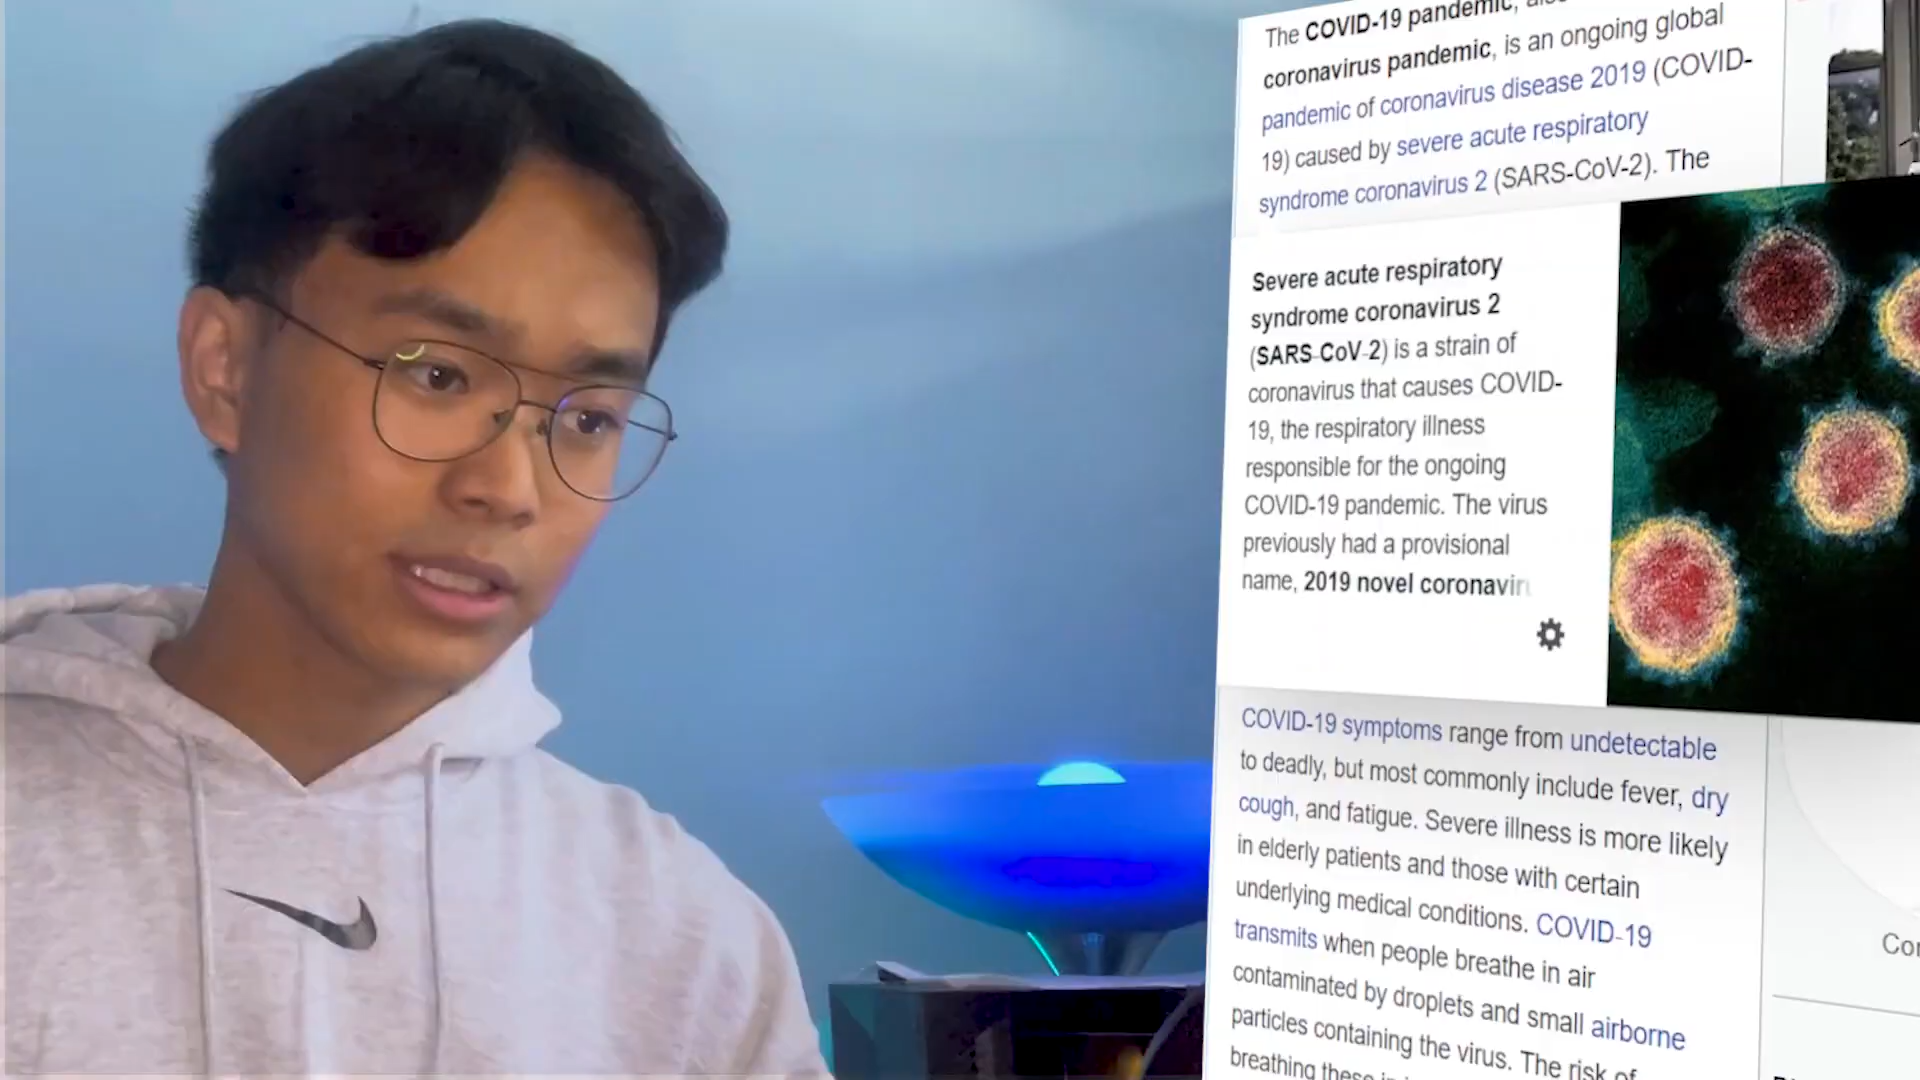 The COVID-19 pandemic,
coronavirus pandemic, is an ongoing global
pandemic of coronavirus disease 2019 (COVID-
19) caused by severe acute respiratory
syndrome coronavirus 2 (SARS-CoV-2). The
Severe acute respiratory
syndrome coronavirus 2
(SARS-CoV-2) is a strain of
coronavirus that causes COVID-
19, the respiratory illness
responsible for the ongoing
COVID-19 pandemic. The virus
previously had a provisional
name, 2019 novel coronavir
COVID-19 symptoms range from undetectable
to deadly, but most commonly include fever, dry
cough, and fatigue. Severe illness is more likely
in elderly patients and those with certain
underlying medical conditions. COVID-19
transmits when people breathe in air
contaminated by droplets and small airborne
particles containing the virus. The risk of
breathing these